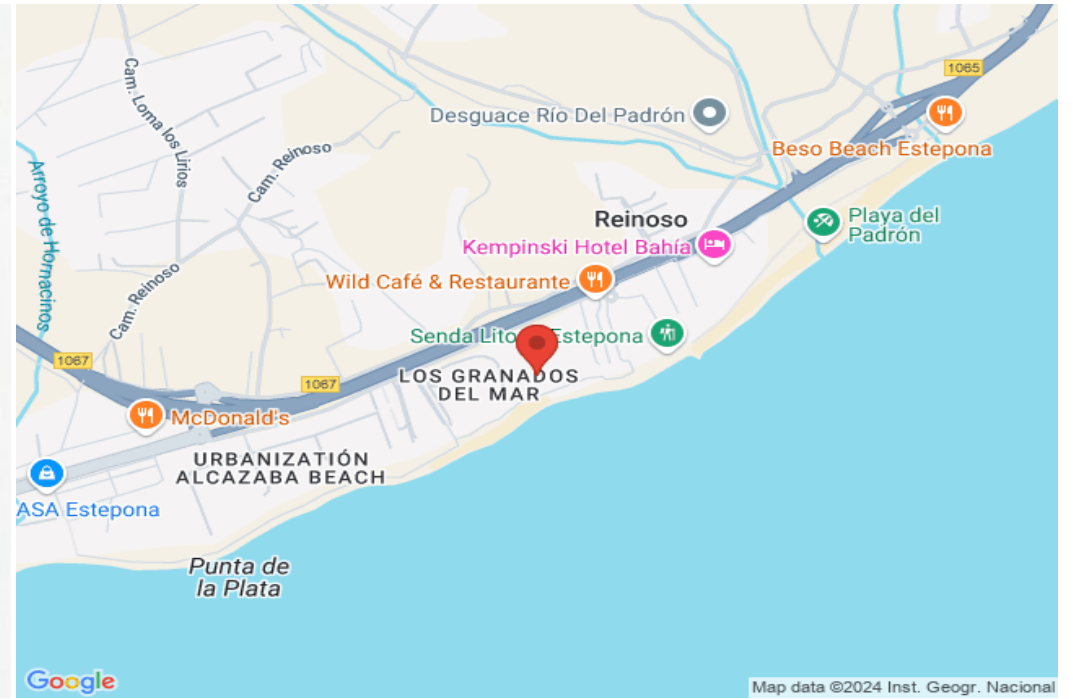 1065
Desguace Río Del Padrón
Beso Beach Estepona
Cam. Loma los Lirios
Cam. Reinoso
Arroyo de Hornacinos
Reinoso
Playa del
Padrón
Kempinski Hotel Bahía
Wild Café & Restaurante
Cam. Reinoso
Senda Lito Estepona
1067
1067
LOS GRANADOS
DEL MAR
McDonald's
URBANIZATIÓN
ALCAZABA BEACH
ASA Estepona
Punta de
la Plata
Google
Map data ©2024 Inst. Geogr. Nacional